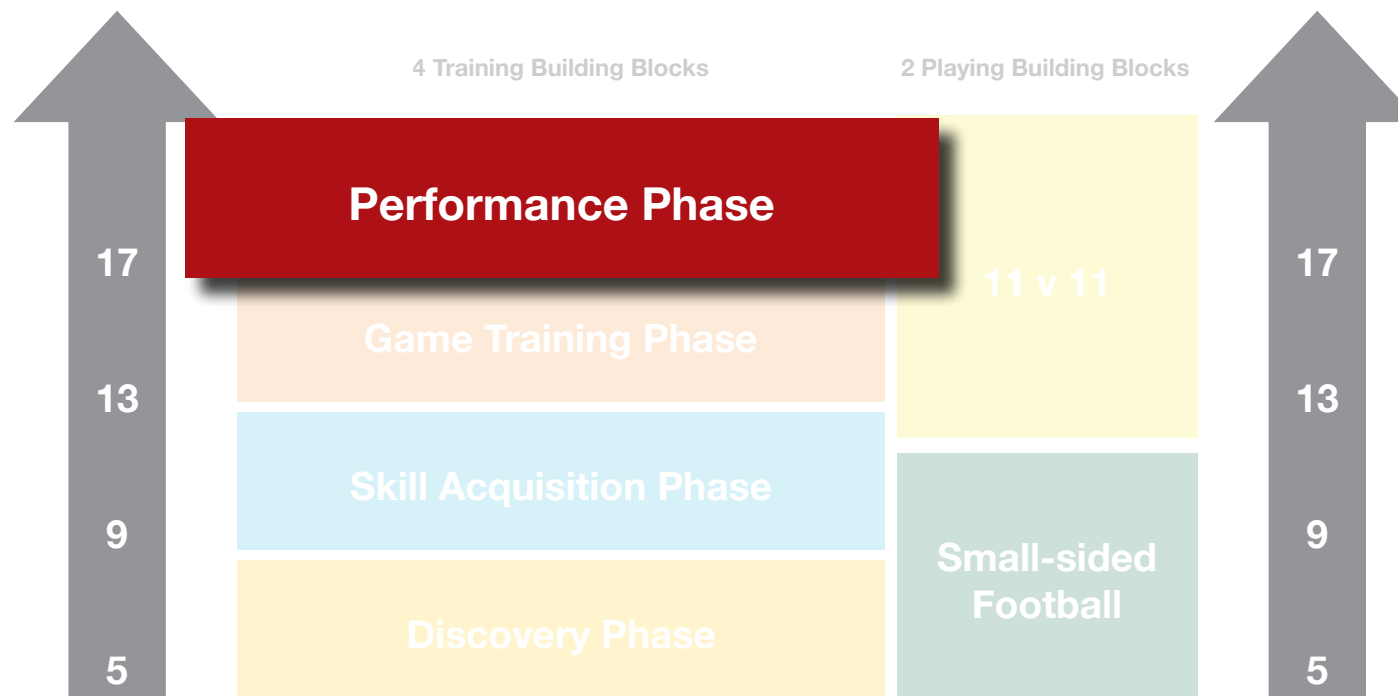 4 Training Building Blocks
2 Playing Building Blocks
Performance Phase
17
17
11 v 11
Game Training Phase
13
13
Skill Acquisition Phase
9
9
Small-sided
Football
Discovery Phase
5
5